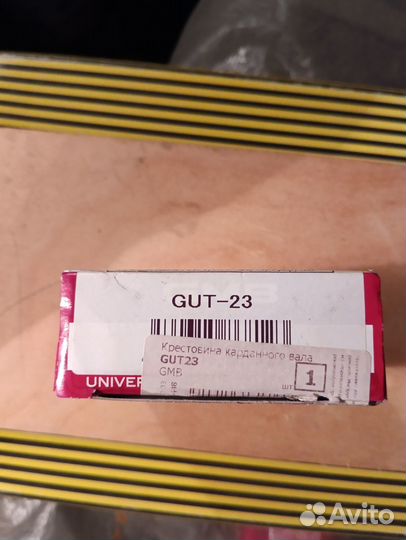 GUT-23
Крестовина карданного вала
GUT23
GMB
шт.
1
UNIVER
Avito